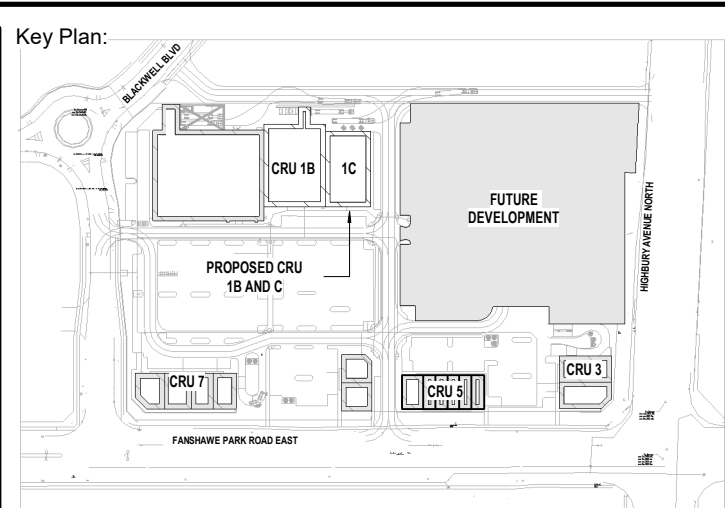 Key Plan:
BLACKWELL BLVD
CRU 1B
1C
FUTURE
DEVELOPMENT
HIGHBURY AVENUE NORTH
PROPOSED CRU
1B AND C
CRU 7
CRU 5
CRU 3
FANSHAWE PARK ROAD EAST